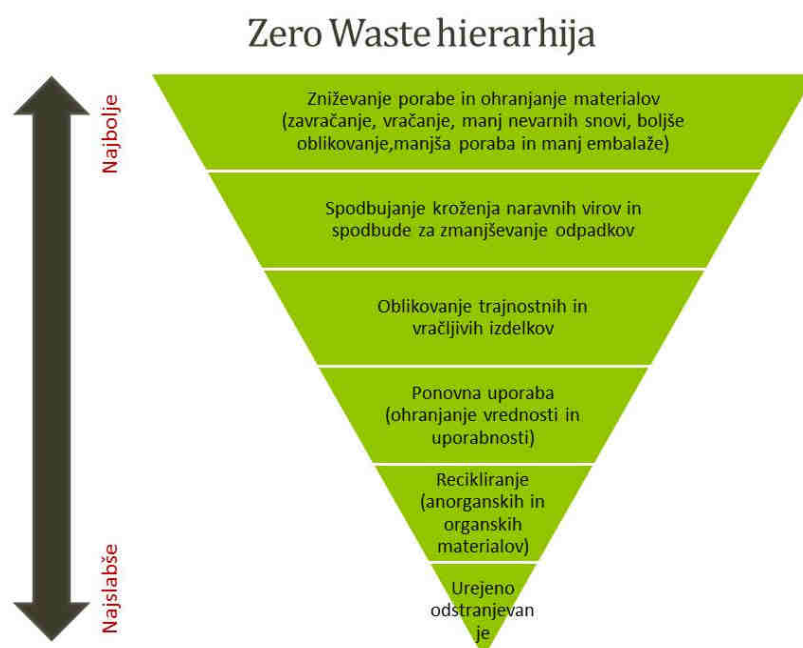 Zero Waste hierarhija
Najbolje
Zniževanje porabe in ohranjanje materialov
(zavračanje, vračanje, manj nevarnih snovi, boljše
oblikovanje,manjša poraba in manj embalaže)
Spodbujanje kroženja naravnih virov in
spodbude za zmanjševanje odpadkov
Oblikovanje trajnostnih in
vračljivih izdelkov
Ponovna uporaba
(ohranjanje vrednosti in
uporabnosti)
Recikliranje
(anorganskih in
organskih
materialov)
Najslabše
Urejeno
odstranjevan
je